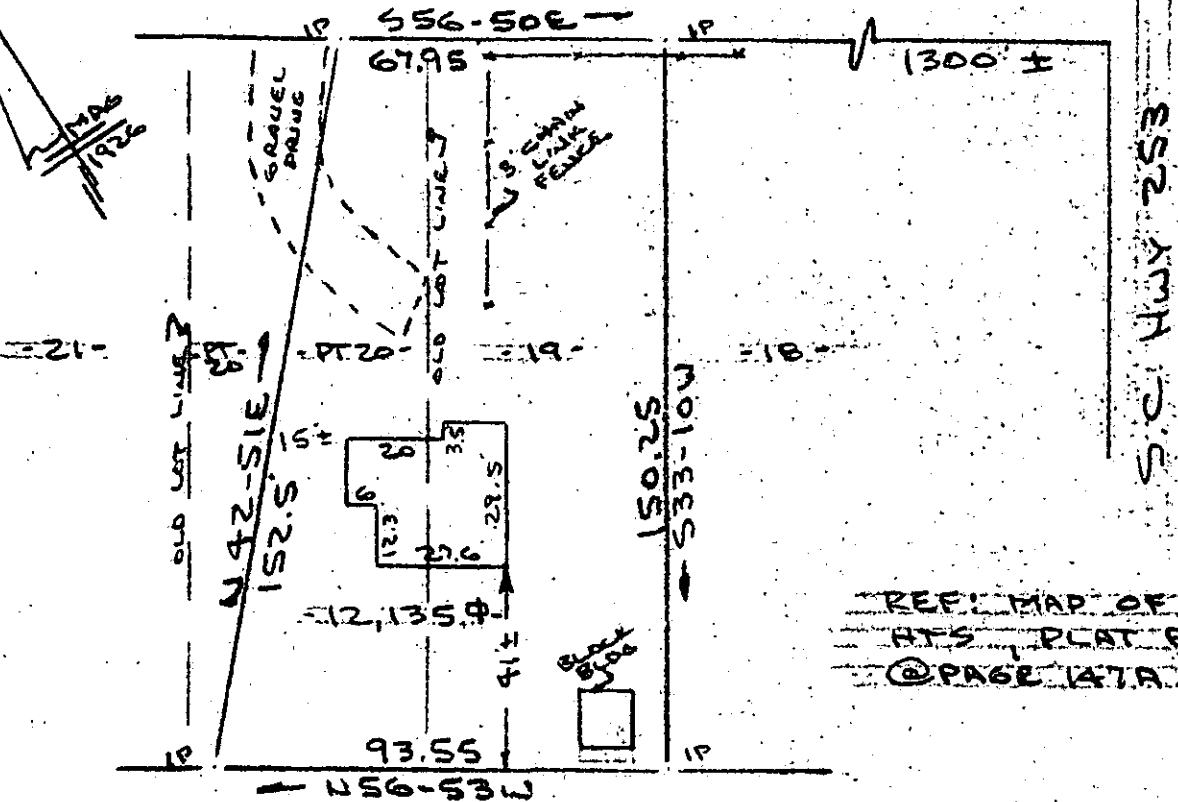 S56-50E
IP
IP
67.95
1300' ±
MAG
1926
GRAVEL
DRIVE
OLD LOT LINE
3' CHAIN
LINK
FENCE
S.C. HWY 253
-21-
OLD LOT LINE
PT-
20
-PT.20-
-19-
-18-
N42-51E
152.5
15±
20
3.5
6
12.3
29.5
27.6
150.25
S33-10W
-12,135.⌀-
41±
BLOCK
BLDG
REF: MAP OF
HTS, PLAT
@PAGE 147A
IP
93.55
IP
N56-53W